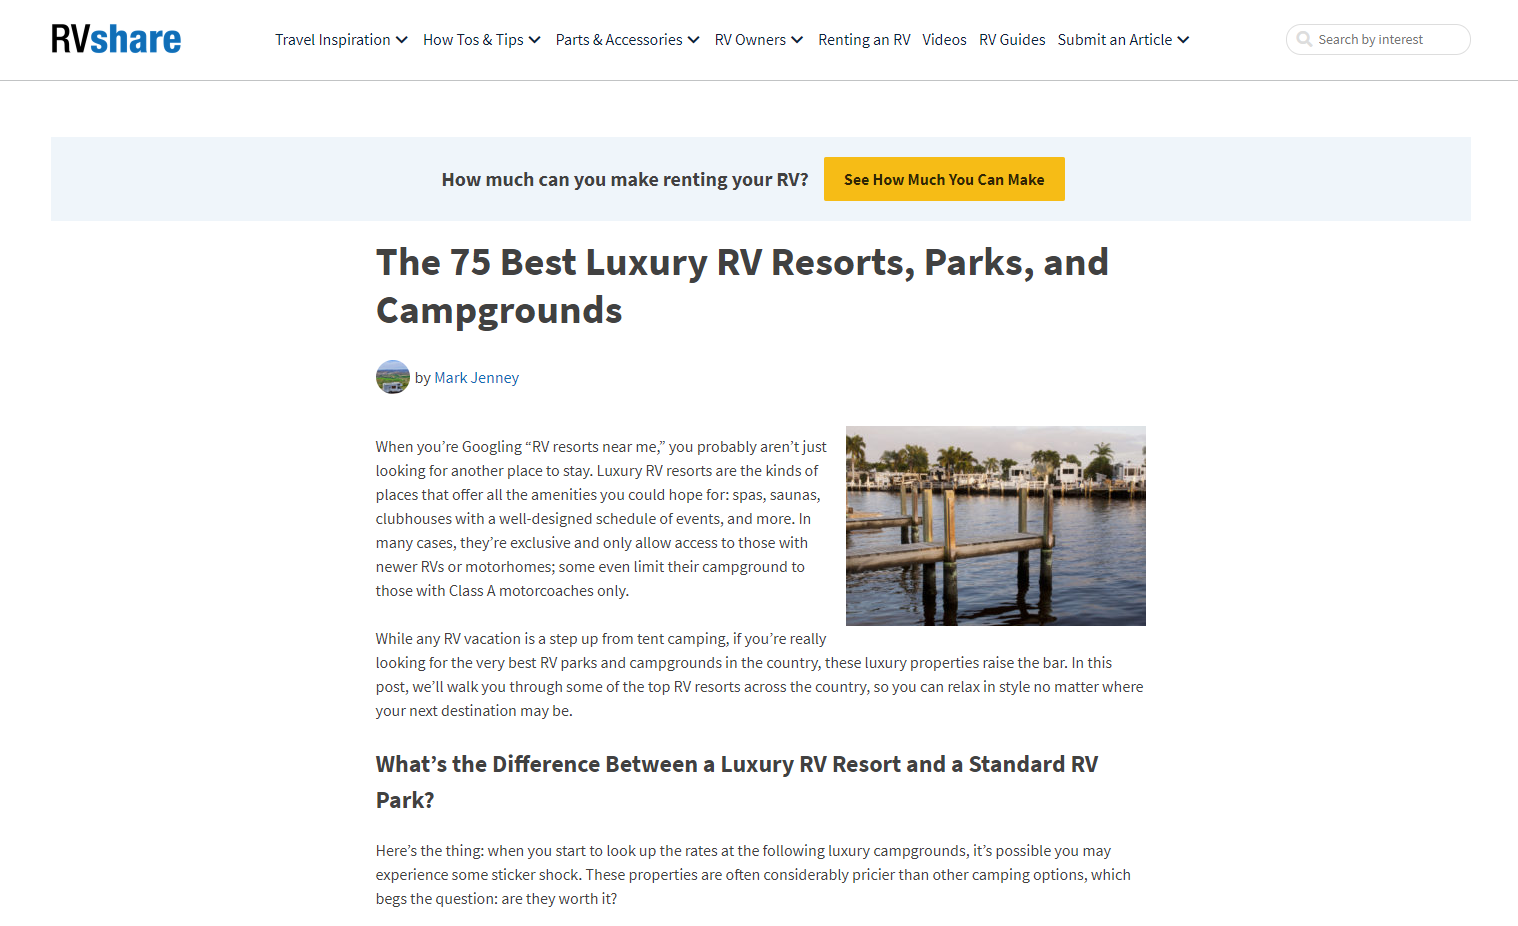 RVshare
Travel Inspiration How Tos & Tips Parts & Accessories RV Owners Renting an RV Videos RV Guides Submit an Article Search by interest
How much can you make renting your RV? See How Much You Can Make
The 75 Best Luxury RV Resorts, Parks, and
Campgrounds
by Mark Jenney
When you’re Googling “RV resorts near me,” you probably aren’t just
looking for another place to stay. Luxury RV resorts are the kinds of
places that offer all the amenities you could hope for: spas, saunas,
clubhouses with a well-designed schedule of events, and more. In
many cases, they’re exclusive and only allow access to those with
newer RVs or motorhomes; some even limit their campground to
those with Class A motorcoaches only.
While any RV vacation is a step up from tent camping, if you’re really
looking for the very best RV parks and campgrounds in the country, these luxury properties raise the bar. In this
post, we’ll walk you through some of the top RV resorts across the country, so you can relax in style no matter where
your next destination may be.
What’s the Difference Between a Luxury RV Resort and a Standard RV
Park?
Here’s the thing: when you start to look up the rates at the following luxury campgrounds, it’s possible you may
experience some sticker shock. These properties are often considerably pricier than other camping options, which
begs the question: are they worth it?